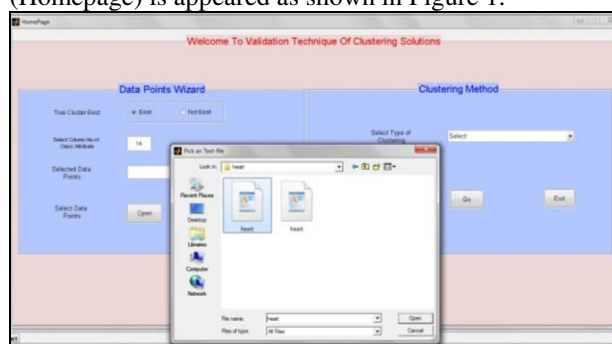 (Homepage) is appeared as shown in Figure 1.
HomePage
Welcome To Validation Technique Of Clustering Solutions
Data Points Wizard
True Cluster Exist
Exist
Not Exist
Select Column No of
Class Attribute
14
Selected Data
Points
Select Data
Points
Open
Clustering Method
Select Type of
Clustering
Select
Go
Exit
Pick an Text-file
Look in:
heart
Recent Places
Desktop
Libraries
Computer
Network
heart
heart
File name:
heart
Open
Files of type:
All Files
Cancel